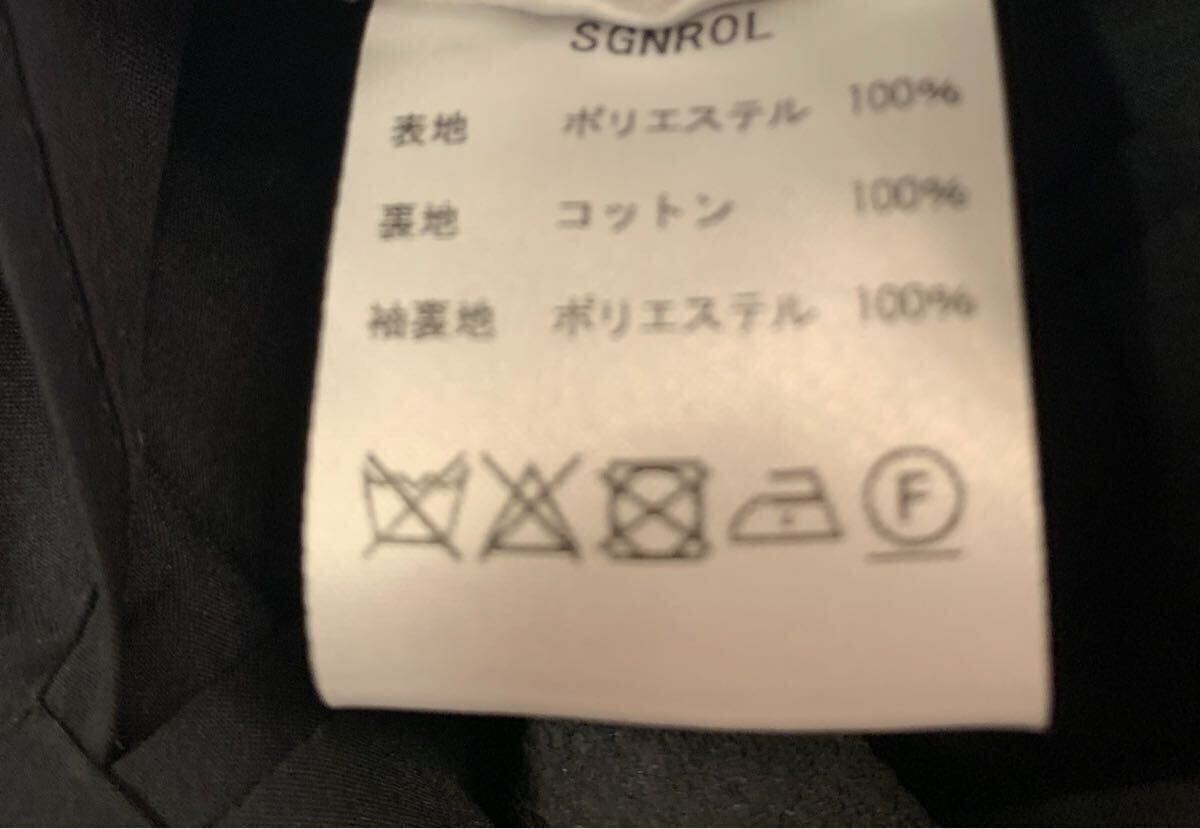 SGNROL
表地 ポリエステル 100%
裏地 コットン 100%
袖裏地 ポリエステル 100%
F